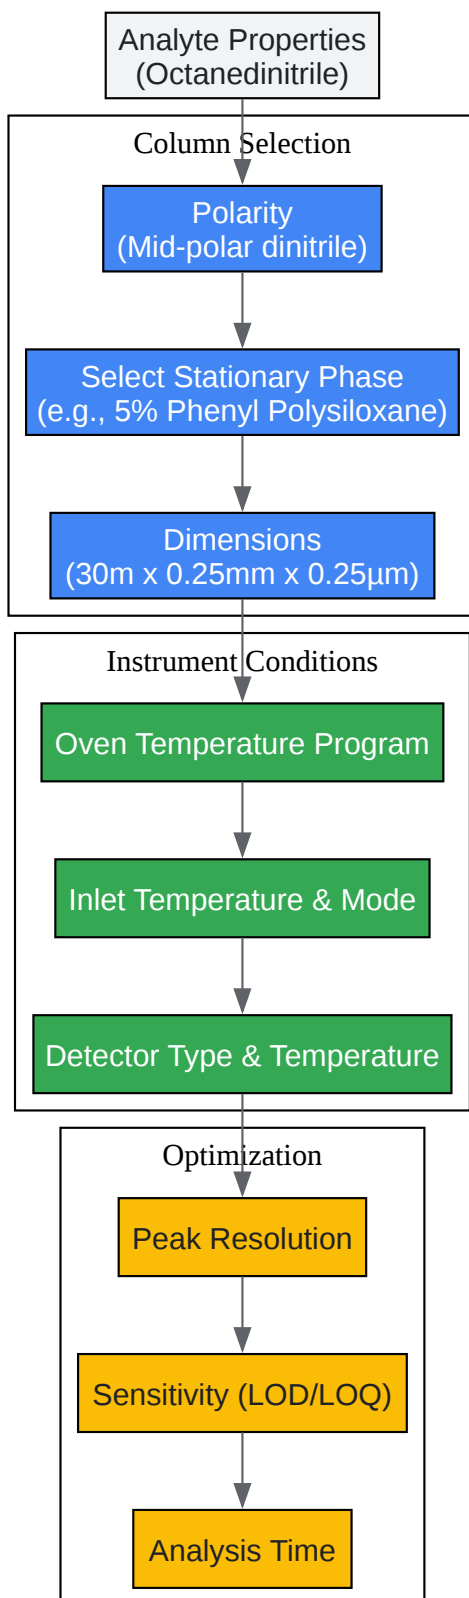 Analyte Properties
(Octanedinitrile)
Column Selection
Polarity
(Mid-polar dinitrile)
Select Stationary Phase
(e.g., 5% Phenyl Polysiloxane)
Dimensions
(30m x 0.25mm x 0.25µm)
Instrument Conditions
Oven Temperature Program
Inlet Temperature & Mode
Detector Type & Temperature
Optimization
Peak Resolution
Sensitivity (LOD/LOQ)
Analysis Time